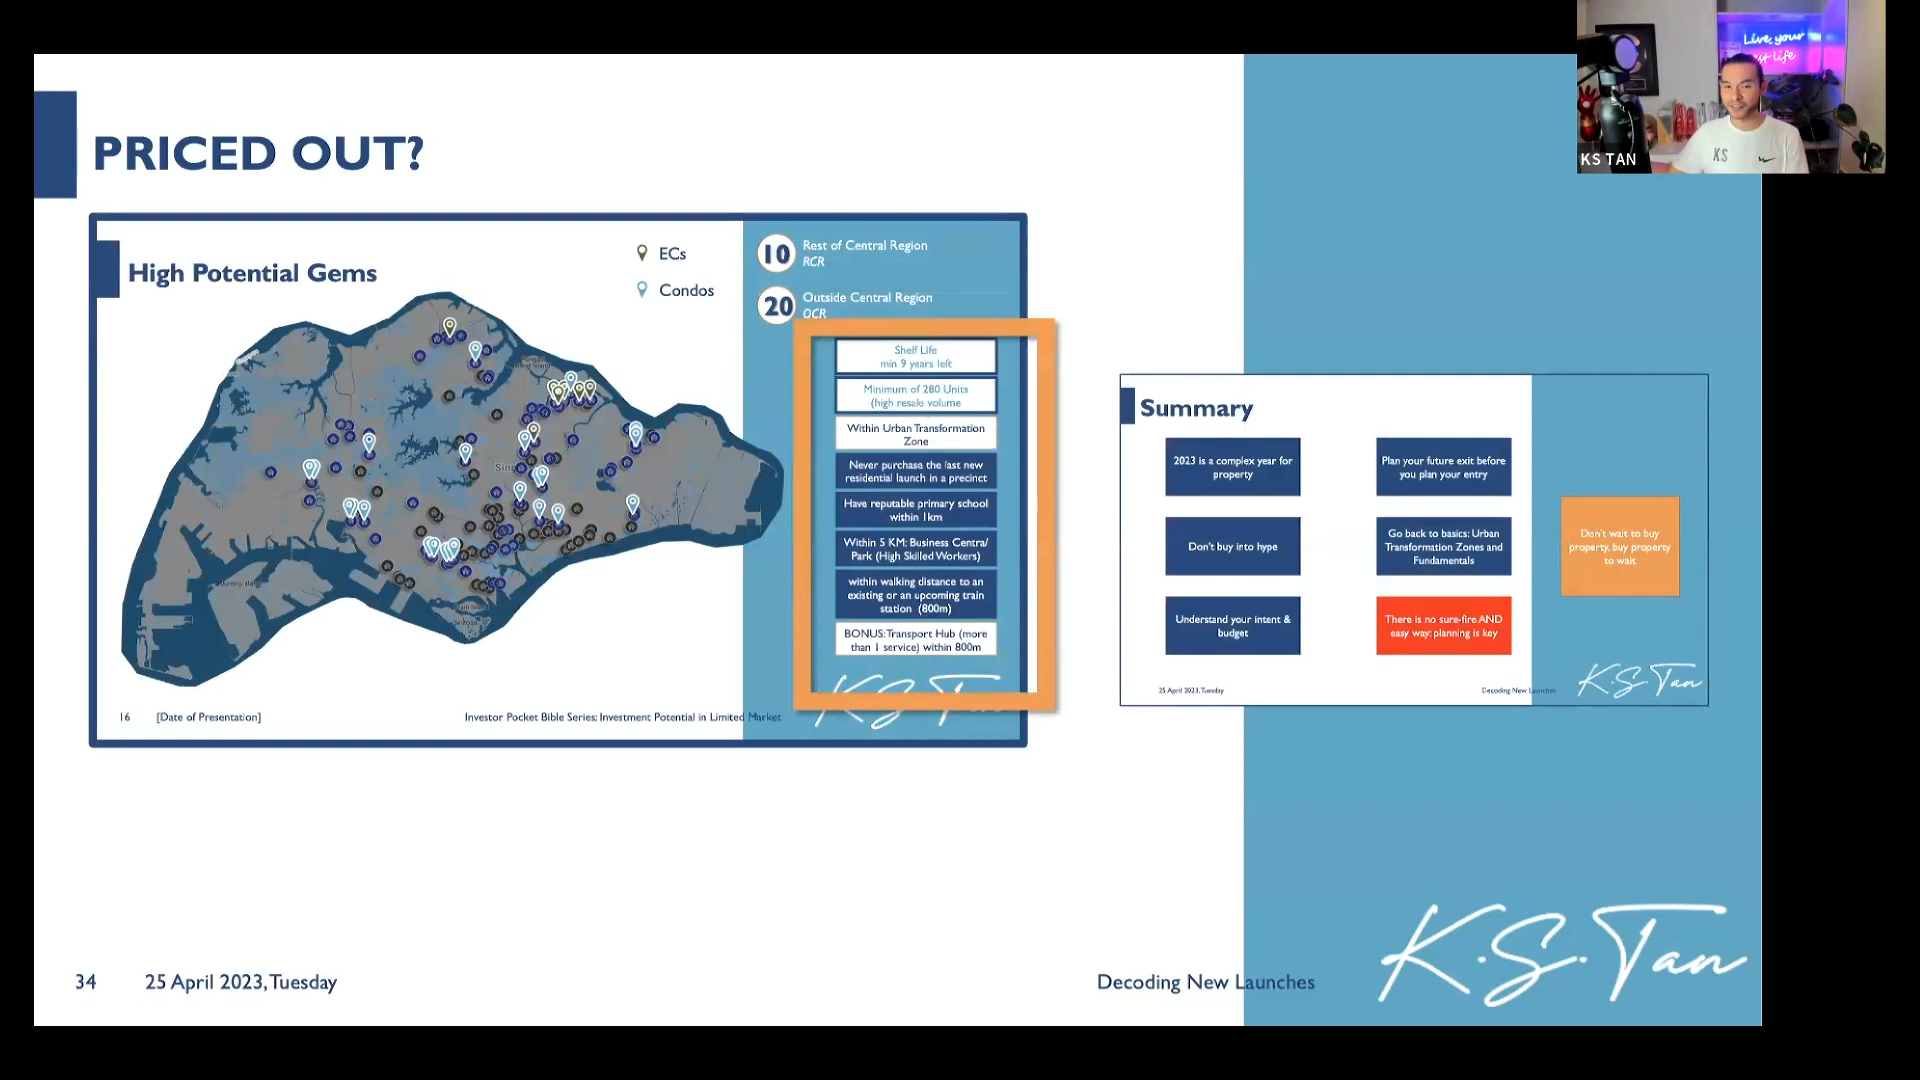 Live your
st life
KS
KS TAN
PRICED OUT?
High Potential Gems
ECs
Condos
10
Rest of Central Region
RCR
20
Outside Central Region
OCR
Shelf Life
min 9 years left
Minimum of 280 Units
(high resale volume
Within Urban Transformation
Zone
Never purchase the last new
residential launch in a precinct
Have reputable primary school
within 1km
Within 5 KM: Business Centra/
Park (High Skilled Workers)
within walking distance to an
existing or an upcoming train
station (800m)
BONUS: Transport Hub (more
than 1 service) within 800m
K.S.Tan
16
[Date of Presentation]
Investor Pocket Bible Series: Investment Potential in Limited Market
Summary
2023 is a complex year for
property
Plan your future exit before
you plan your entry
Don't buy into hype
Go back to basics: Urban
Transformation Zones and
Fundamentals
Understand your intent &
budget
There is no sure-fire AND
easy way: planning is key
Don't wait to buy
property, buy property
to wait
25 April 2023, Tuesday
Decoding New Launches
K.S.Tan
34
25 April 2023, Tuesday
Decoding New Launches
K.S.Tan